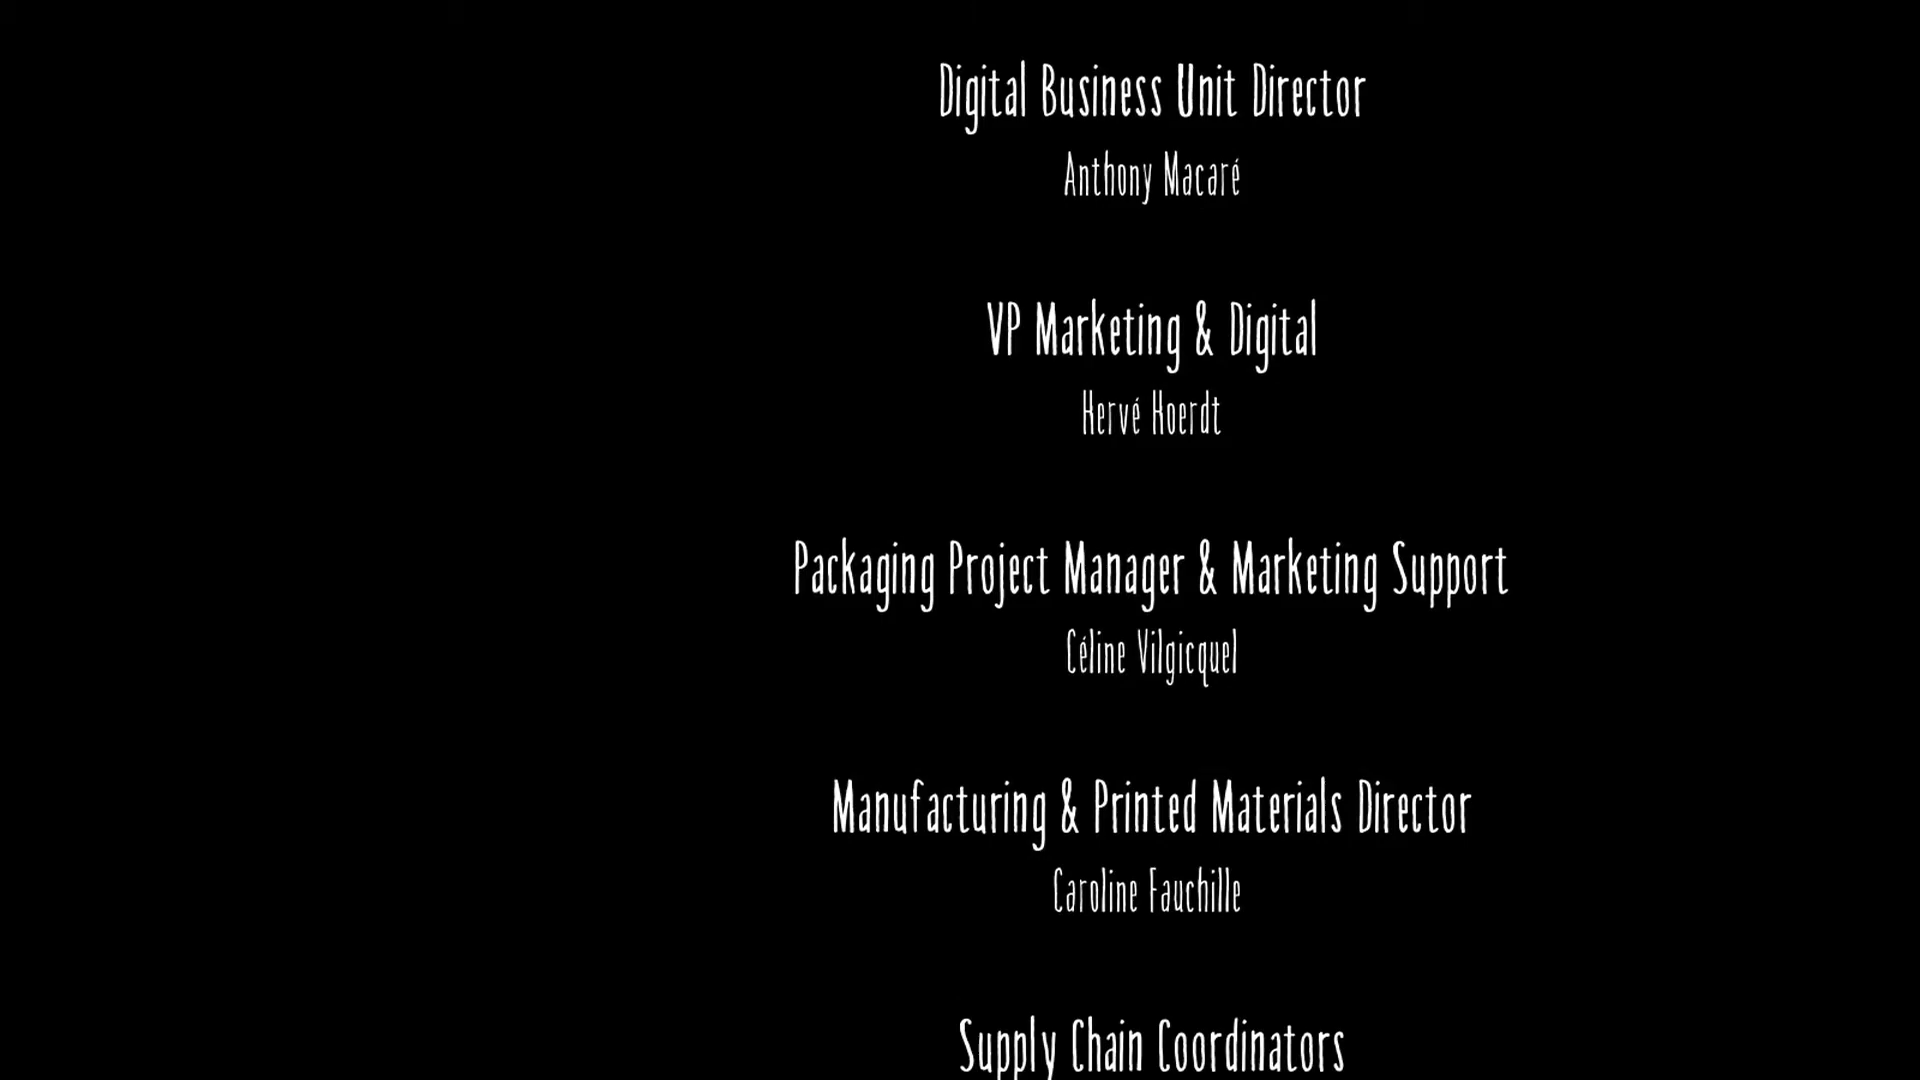 Digital Business Unit Director
Anthony Macaré
VP Marketing & Digital
Hervé Hoerdt
Packaging Project Manager & Marketing Support
Céline Vilgicquel
Manufacturing & Printed Materials Director
Caroline Fauchille
Supply Chain Coordinators